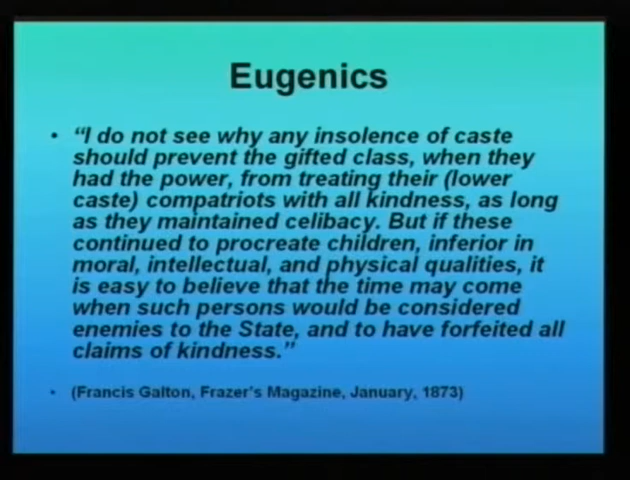 Eugenics
• "I do not see why any insolence of caste
should prevent the gifted class, when they
had the power, from treating their (lower
caste) compatriots with all kindness, as long
as they maintained celibacy. But if these
continued to procreate children, inferior in
moral, intellectual, and physical qualities, it
is easy to believe that the time may come
when such persons would be considered
enemies to the State, and to have forfeited all
claims of kindness."
• (Francis Galton, Frazer's Magazine, January, 1873)